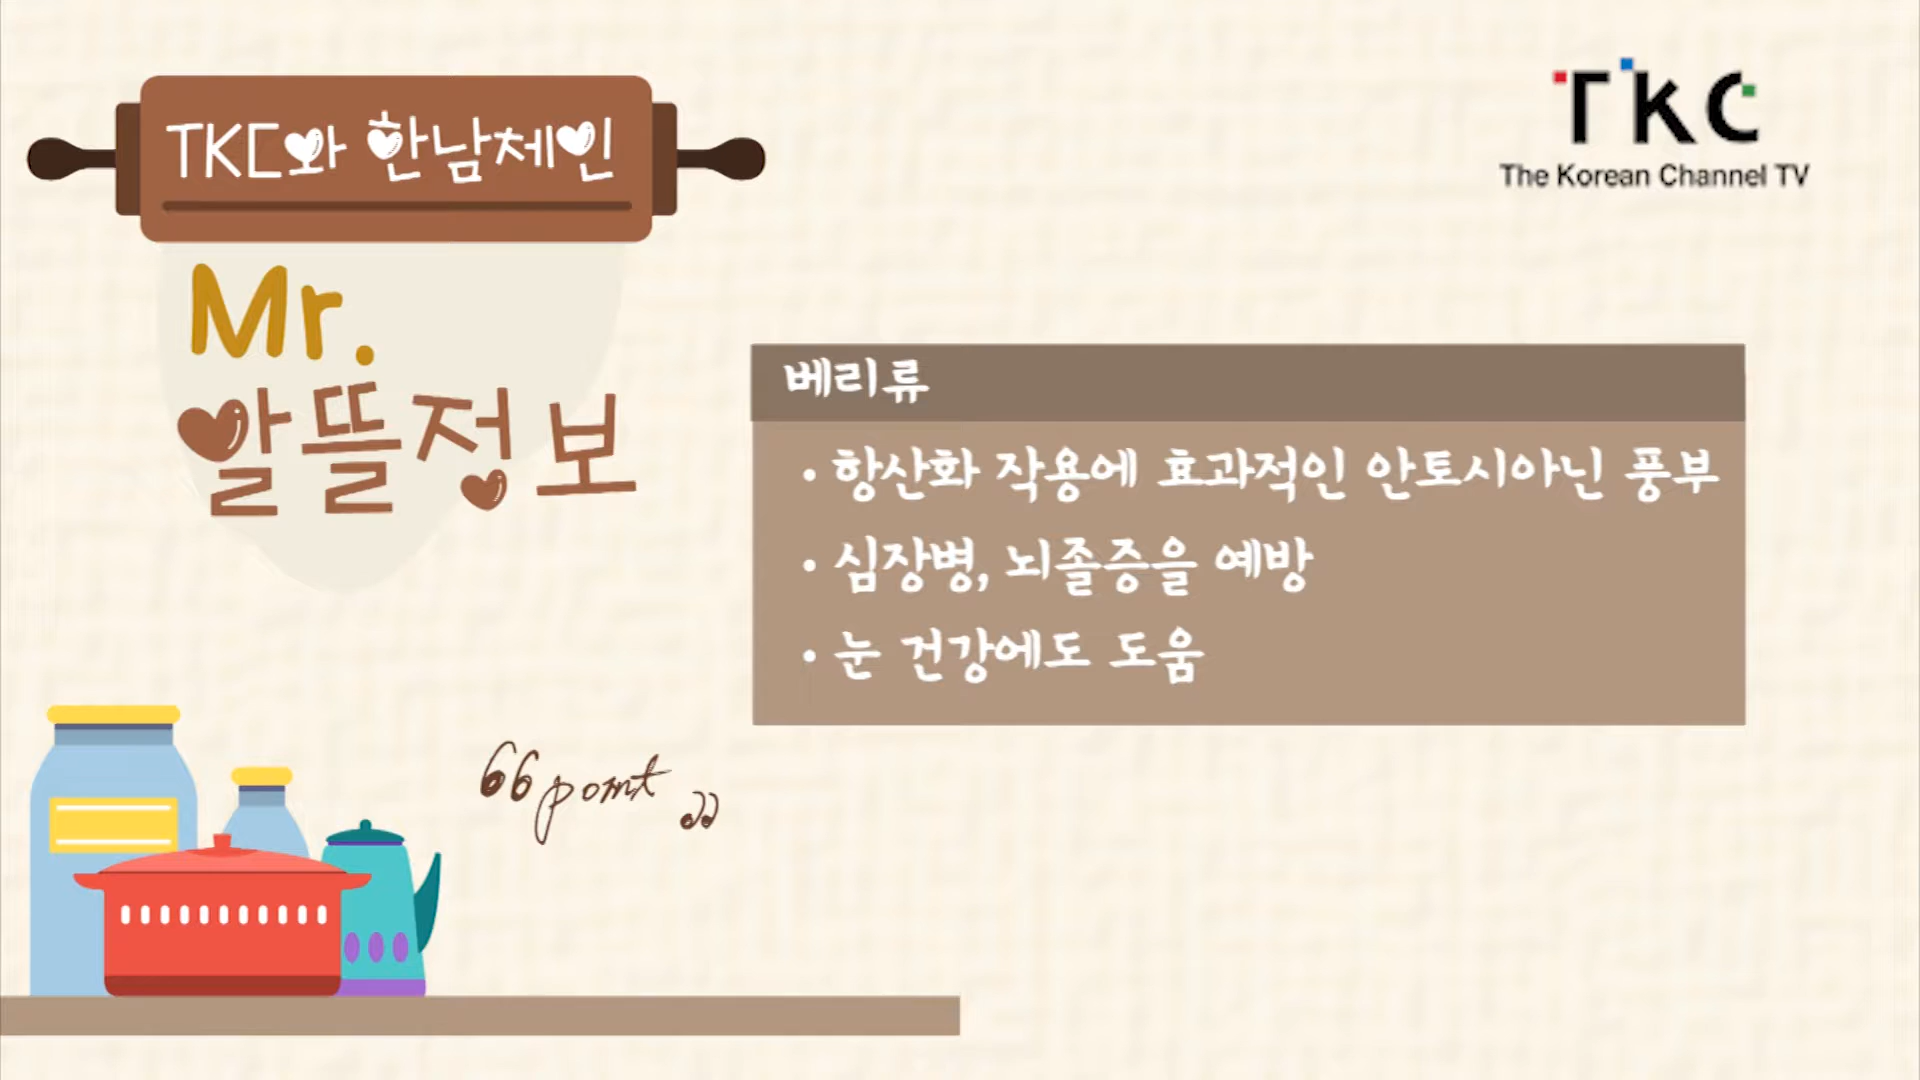 TKC와 한남체인
Mr.
알뜰정보
TKC
The Korean Channel TV
베리류
• 항산화 작용에 효과적인 안토시아닌 풍부
• 심장병, 뇌졸증을 예방
• 눈 건강에도 도움
66 point 99